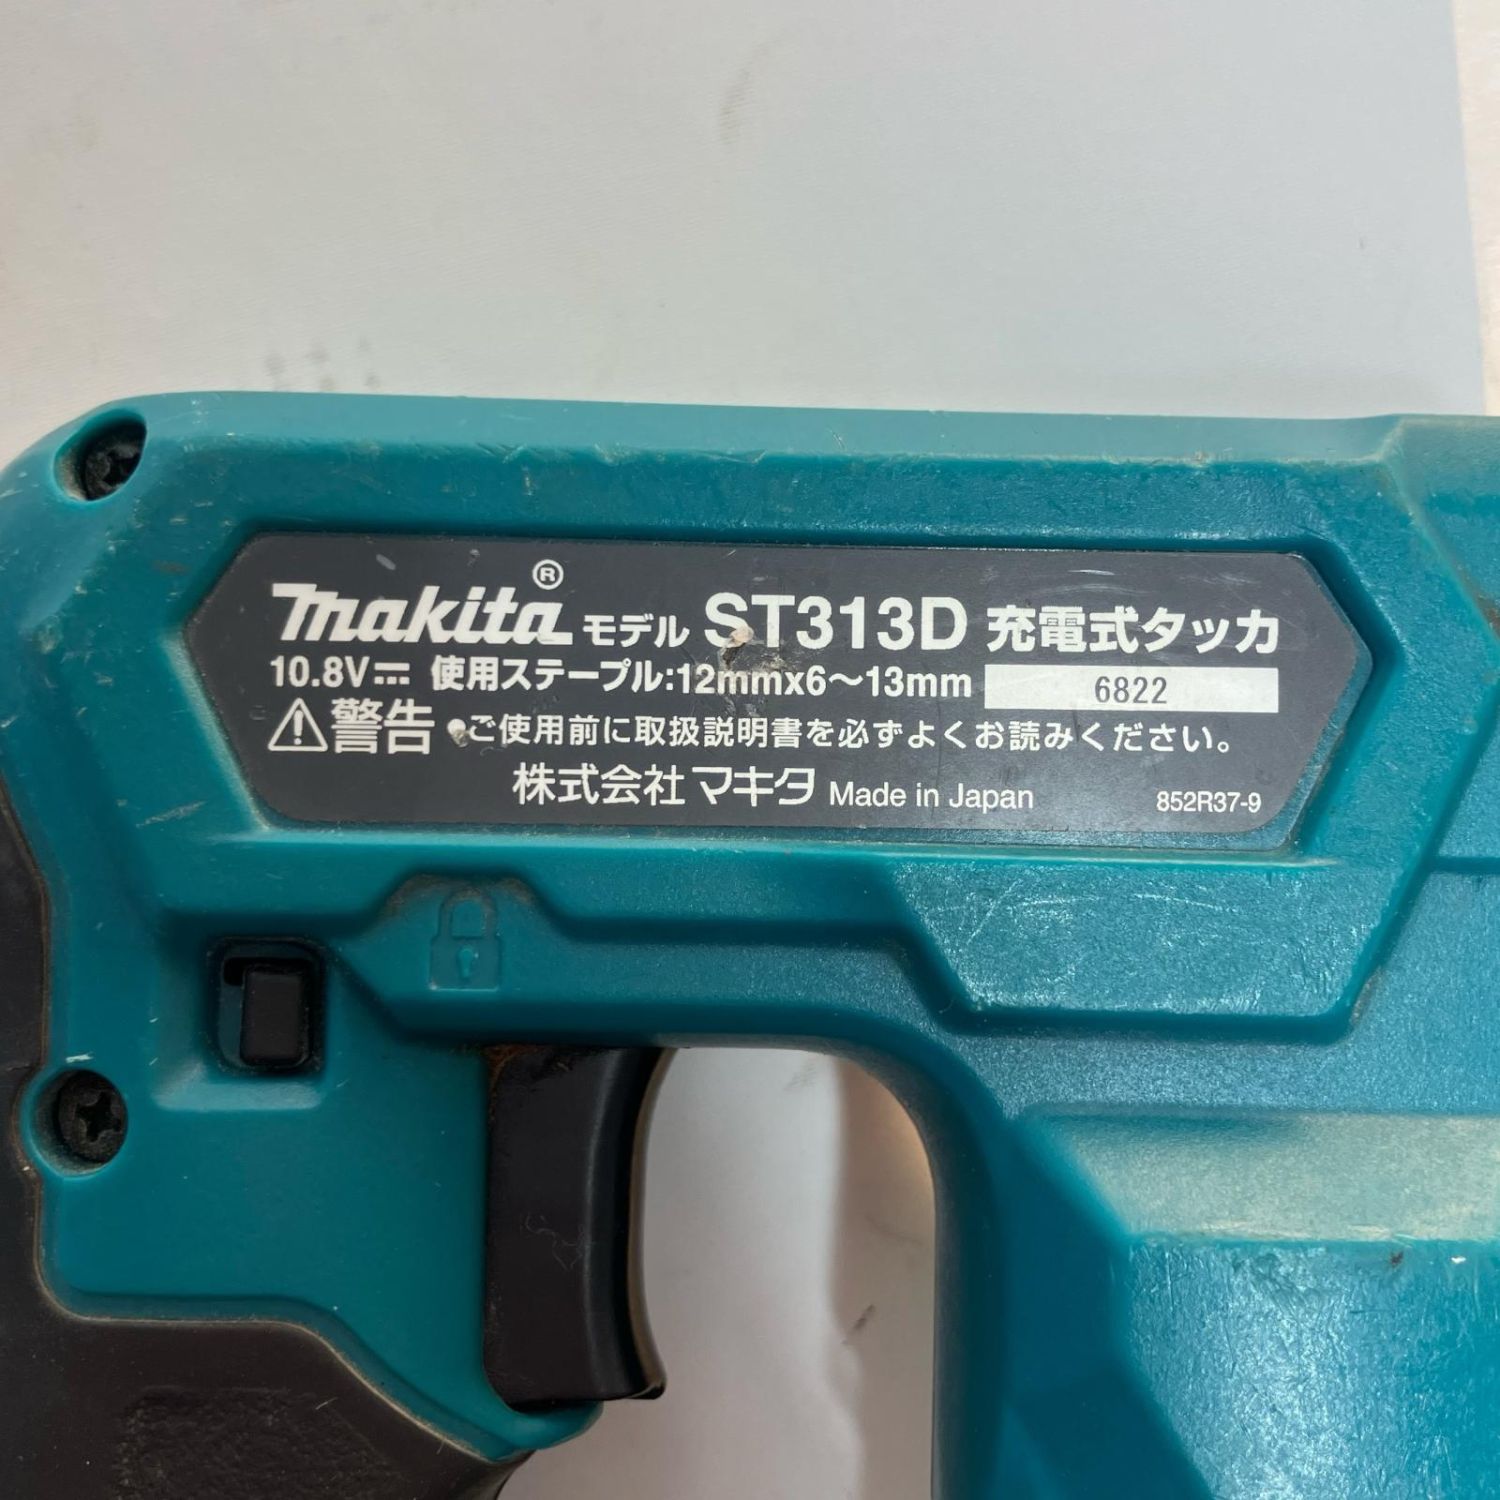 makita® モデル ST313D 充電式タッカ
10.8V⎓ 使用ステープル:12mmx6～13mm 6822
⚠警告 ●ご使用前に取扱説明書を必ずよくお読みください。
株式会社マキタ Made in Japan 852R37-9